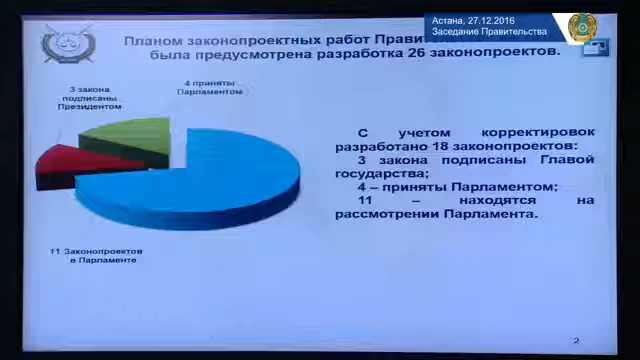 Астана, 27.12.2016
Заседание Правительства
Планом законопроектных работ
была предусмотрена разработка 26 законопроектов.
3 закона
подписаны
Президентом
4 приняты
Парламентом
11 Законопроектов
в Парламенте
С учетом корректировок
разработано 18 законопроектов:
3 закона подписаны Главой
государства;
4 – приняты Парламентом;
11 – находятся на
рассмотрении Парламента.
2